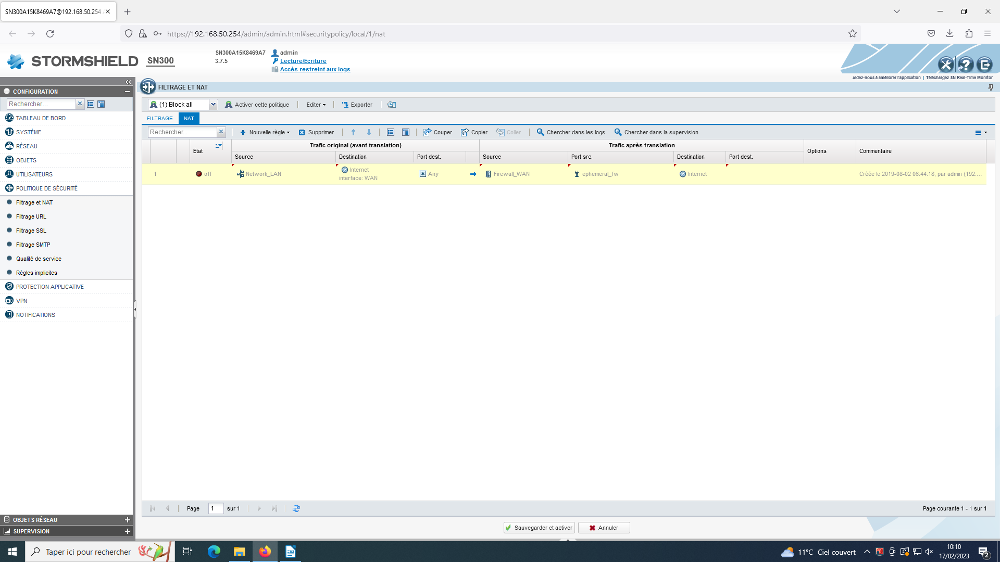 SN300A15K8469A7@192.168.50.254
https://192.168.50.254/admin/admin.html#securitypolicy/local/1/nat
STORMSHIELD SN300
SN300A15K8469A7
3.7.5
admin
Lecture/Ecriture
Accès restreint aux logs
Aidez-nous à améliorer l'application | Téléchargez SN Real-Time Monitor
CONFIGURATION
Rechercher...
TABLEAU DE BORD
SYSTÈME
RÉSEAU
OBJETS
UTILISATEURS
POLITIQUE DE SÉCURITÉ
Filtrage et NAT
Filtrage URL
Filtrage SSL
Filtrage SMTP
Qualité de service
Règles implicites
PROTECTION APPLICATIVE
VPN
NOTIFICATIONS
OBJETS RÉSEAU
SUPERVISION
FILTRAGE ET NAT
(1) Block all Activer cette politique Editer Exporter
FILTRAGE NAT
Rechercher... Nouvelle règle Supprimer Couper Copier Coller Chercher dans les logs Chercher dans la supervision
État Trafic original (avant translation) Trafic après translation Options Commentaire
Source Destination Port dest. Source Port src. Destination Port dest.
1 off Network_LAN Internet interface: WAN Any Firewall_WAN ephemeral_fw Internet Créée le 2019-08-02 06:44:18, par admin (192....
Page 1 sur 1 Page courante 1 - 1 sur 1
Sauvegarder et activer Annuler
Taper ici pour rechercher
11°C Ciel couvert
10:10
17/02/2023
2